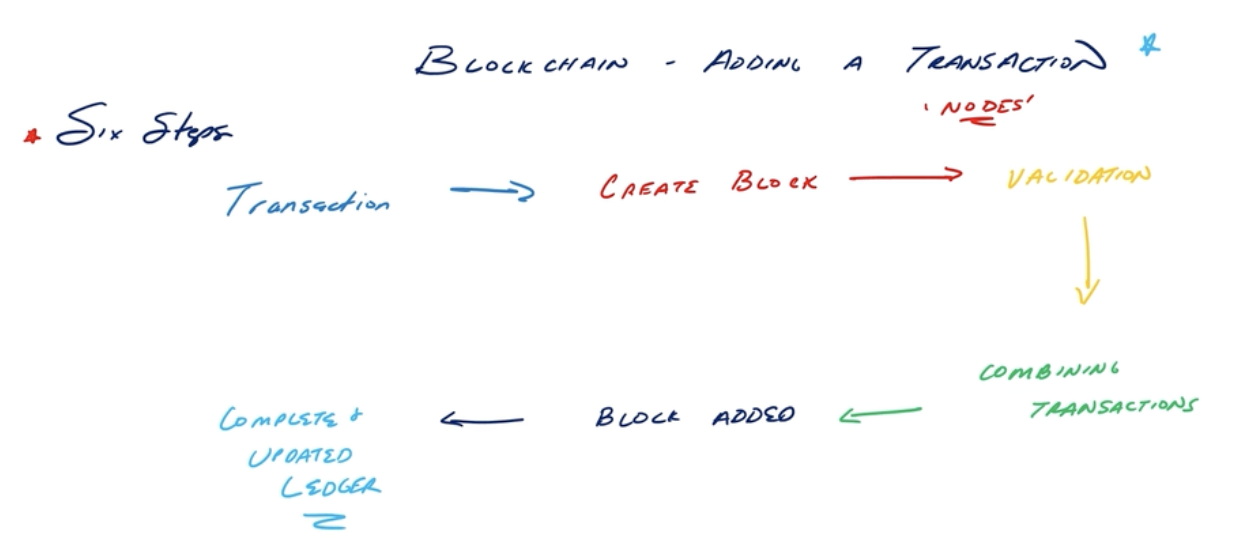 BLOCKCHAIN - ADDING A TRANSACTION
'NODES'
Six Steps
Transaction
CREATE BLOCK
VALIDATION
COMBINING
TRANSACTIONS
BLOCK ADDED
COMPLETE &
UPDATED
LEDGER